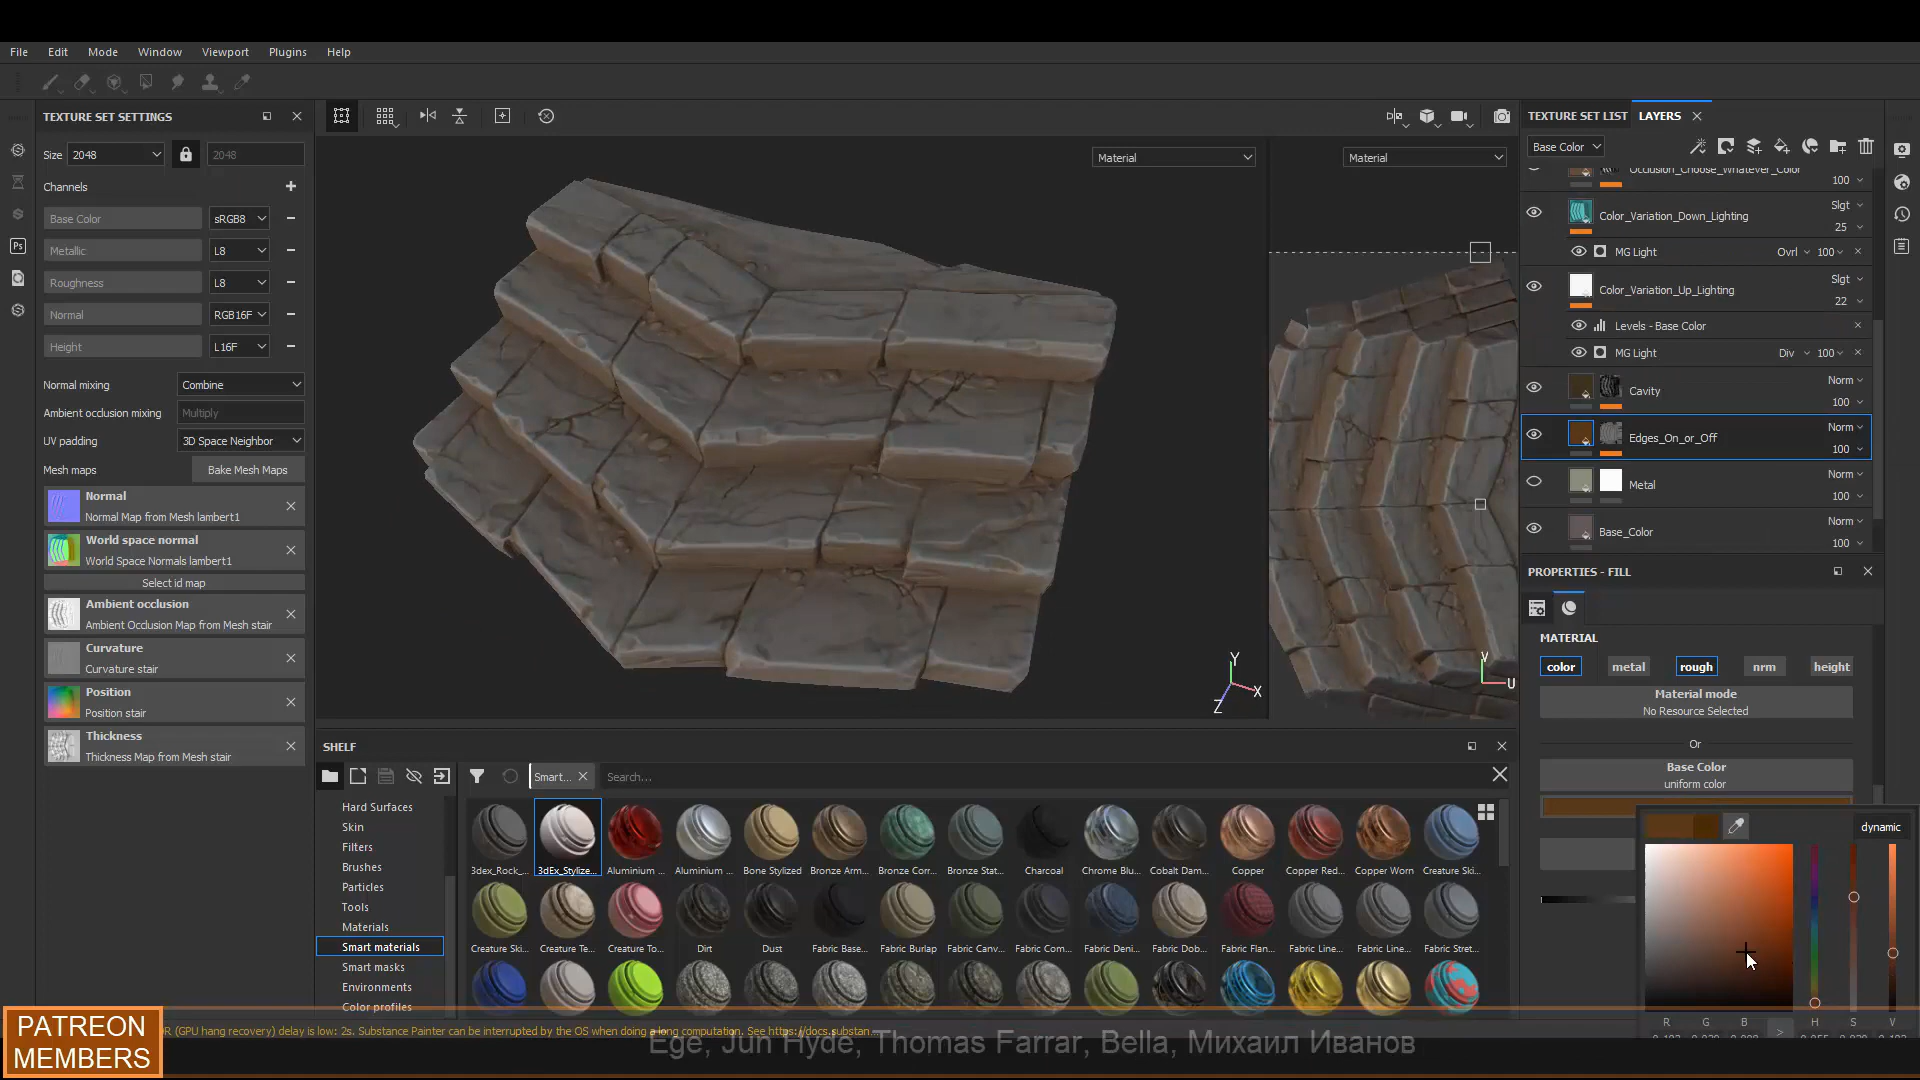 File Edit Mode Window Viewport Plugins Help
TEXTURE SET SETTINGS
Size 2048 2048
Channels
Base Color sRGB8
Metallic L8
Roughness L8
Normal RGB16F
Height L16F
Normal mixing Combine
Ambient occlusion mixing Multiply
UV padding 3D Space Neighbor
Mesh maps Bake Mesh Maps
Normal
Normal Map from Mesh lambert1
World space normal
World Space Normals lambert1
Select id map
Ambient occlusion
Ambient Occlusion Map from Mesh stair
Curvature
Curvature stair
Position
Position stair
Thickness
Thickness Map from Mesh stair
Material
Material
Y
X
Z
V
U
SHELF
Smart...
Search...
Hard Surfaces
Skin
Filters
Brushes
Particles
Tools
Materials
Smart materials
Smart masks
Environments
Color profiles
3dex_Rock_... 3dEx_Stylize... Aluminium ... Aluminium ... Bone Stylized Bronze Arm... Bronze Corr... Bronze Stat... Charcoal Chrome Blu... Cobalt Dam... Copper Copper Red... Copper Worn Creature Ski...
Creature Ski... Creature Te... Creature To... Dirt Dust Fabric Base... Fabric Burlap Fabric Canv... Fabric Com... Fabric Deni... Fabric Dob... Fabric Flan... Fabric Line... Fabric Line... Fabric Stret...
TEXTURE SET LIST LAYERS
Base Color
Occlusion_Choose_Whatever_Color
100
Color_Variation_Down_Lighting Slgt
25
MG Light Ovrl 100
Color_Variation_Up_Lighting Slgt
22
Levels - Base Color
MG Light Div 100
Cavity Norm
100
Edges_On_or_Off Norm
100
Metal Norm
100
Base_Color Norm
100
PROPERTIES - FILL
MATERIAL
color metal rough nrm height
Material mode
No Resource Selected
Or
Base Color
uniform color
dynamic
R G B > H S V
PATREON
MEMBERS
(GPU hang recovery) delay is low: 2s. Substance Painter can be interrupted by the OS when doing a long computation. See https://docs.substan...
Ege, Jun Hyde, Thomas Farrar, Bella, Михаил Иванов
Ps